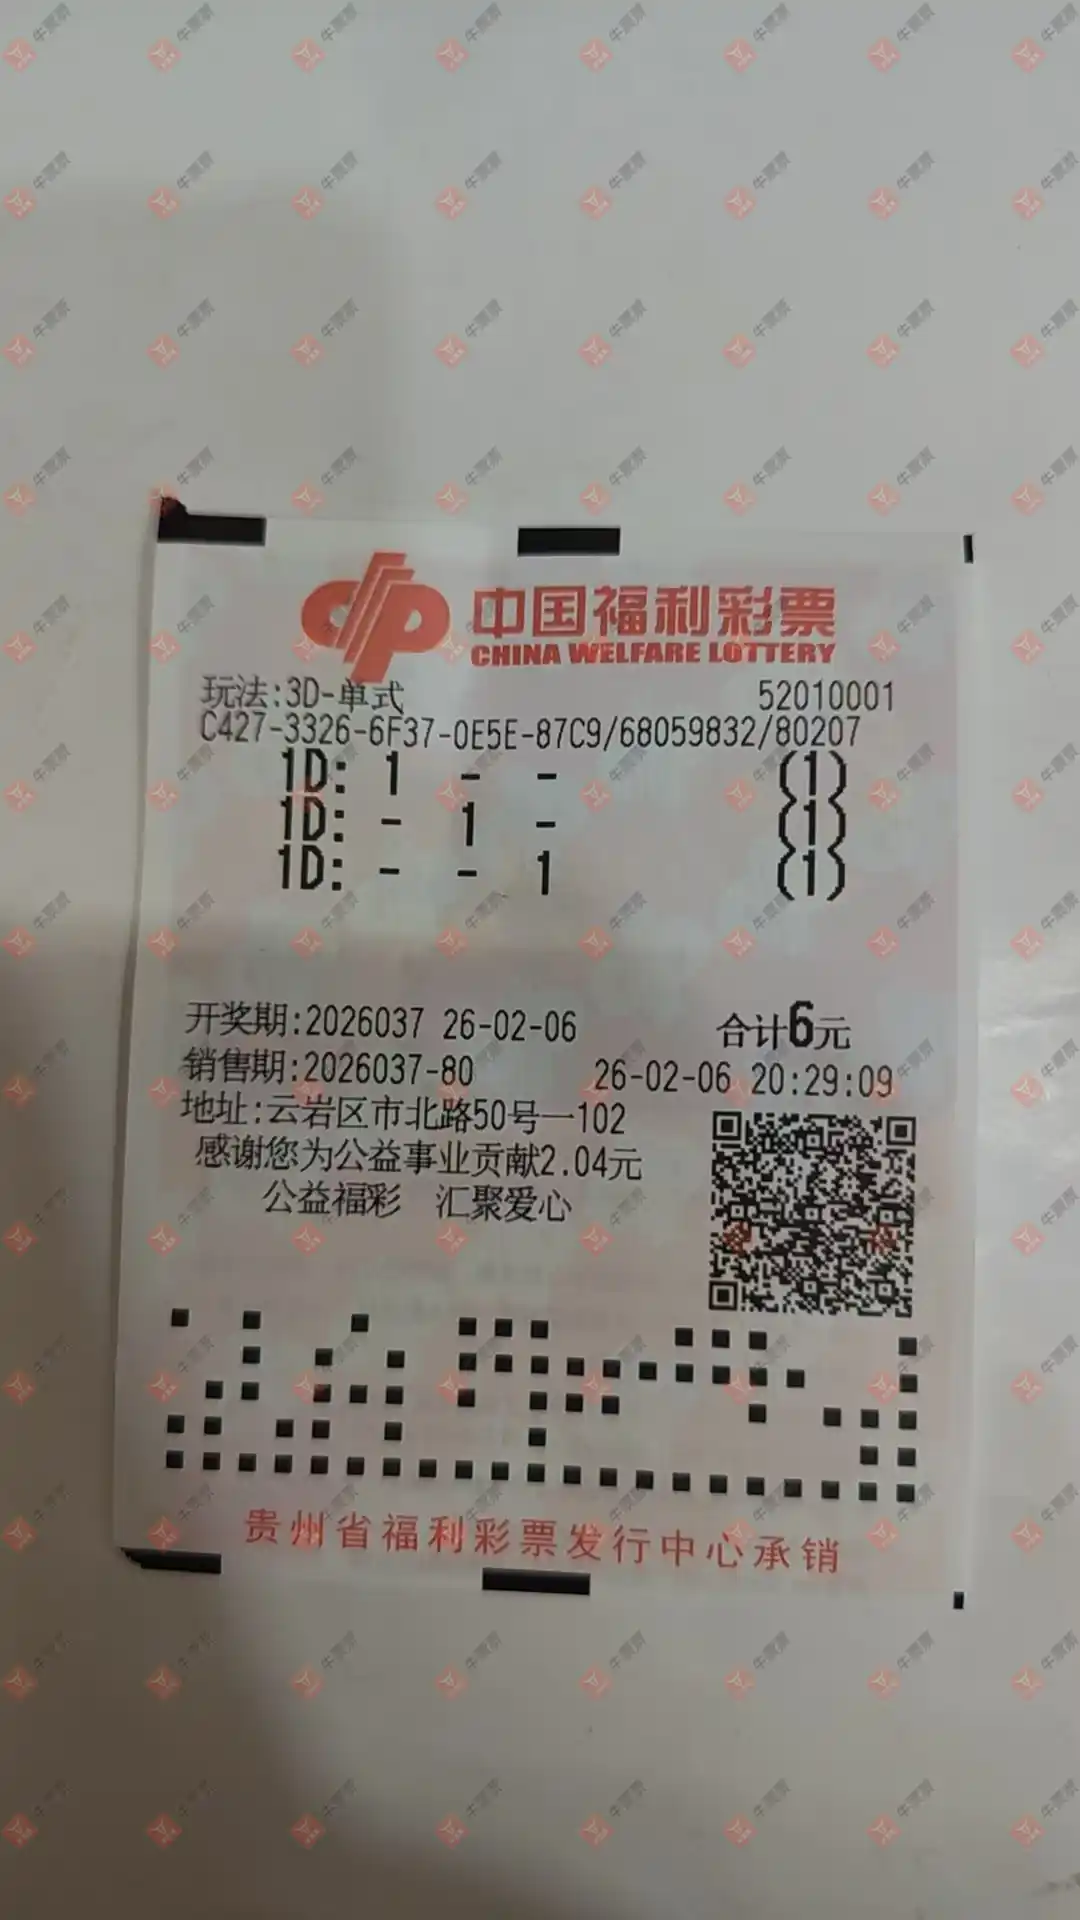 中国福利彩票
CHINA WELFARE LOTTERY
玩法:3D-单式 52010001
C427-3326-6F37-0E5E-87C9/68059832/80207
1D: 1 - - (1)
1D: - 1 - (1)
1D: - - 1 (1)
开奖期:2026037 26-02-06 合计6元
销售期:2026037-80 26-02-06 20:29:09
地址:云岩区市北路50号一102
感谢您为公益事业贡献2.04元
公益福彩 汇聚爱心
贵州省福利彩票发行中心承销
牛票票